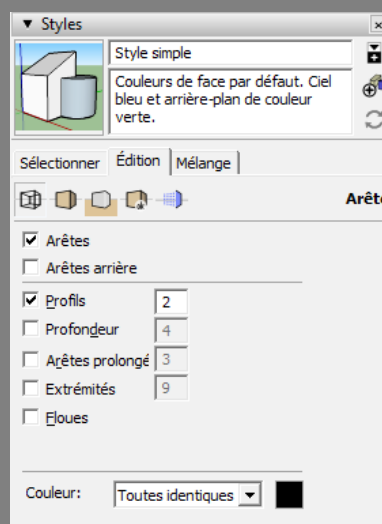 Styles
Style simple
Couleurs de face par défaut. Ciel
bleu et arrière-plan de couleur
verte.
Sélectionner Édition Mélange
Arête
Arêtes
Arêtes arrière
Profils 2
Profondeur 4
Arêtes prolongé 3
Extrémités 9
Floues
Couleur: Toutes identiques